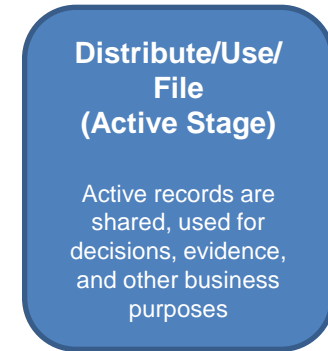 Distribute/Use/
File
(Active Stage)
Active records are
shared, used for
decisions, evidence,
and other business
purposes